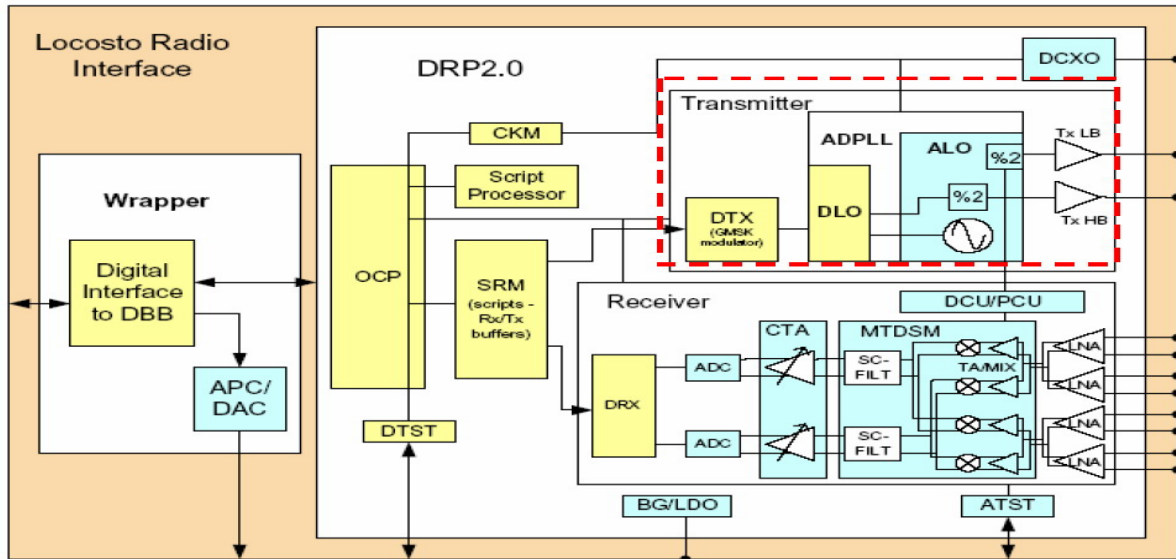 Locosto Radio
Interface
DRP2.0
DCXO
Transmitter
CKM
ADPLL
ALO
Tx LB
%2
Script
Processor
Wrapper
%2
DLO
DTX
(GMSK
modulator)
Tx HB
Digital
Interface
to DBB
OCP
SRM
(scripts -
Rx/Tx
buffers)
Receiver
DCU/PCU
CTA
MTDSM
LNA
ADC
SC-
FILT
TA/MIX
LNA
APC/
DAC
DRX
DTST
ADC
SC-
FILT
LNA
LNA
BG/LDO
ATST